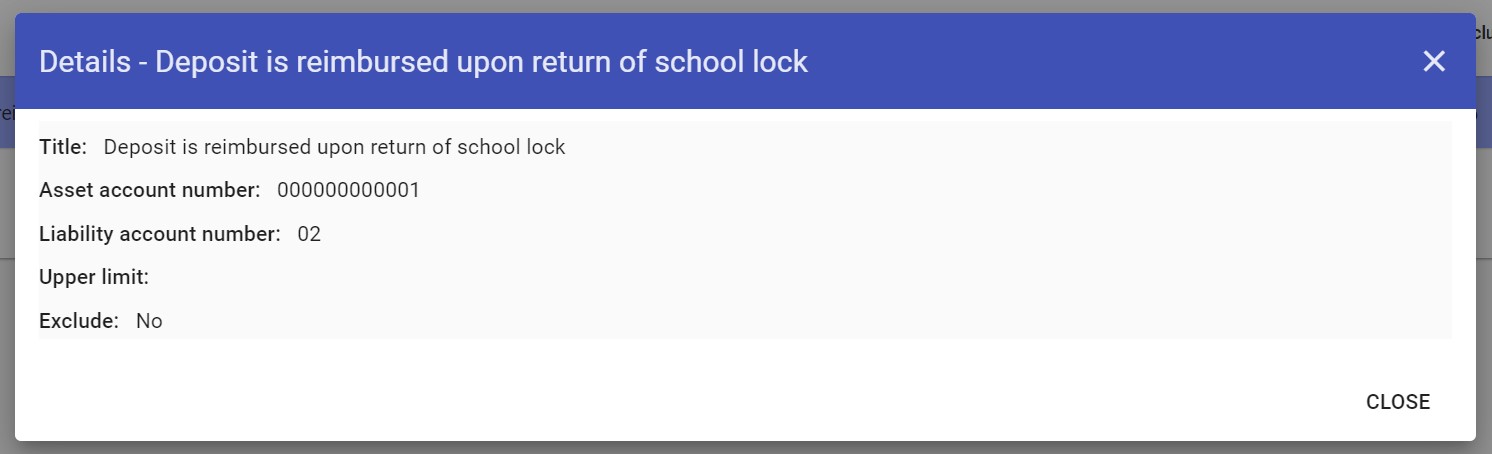 Details - Deposit is reimbursed upon return of school lock
Title: Deposit is reimbursed upon return of school lock
Asset account number: 000000000001
Liability account number: 02
Upper limit:
Exclude: No
CLOSE